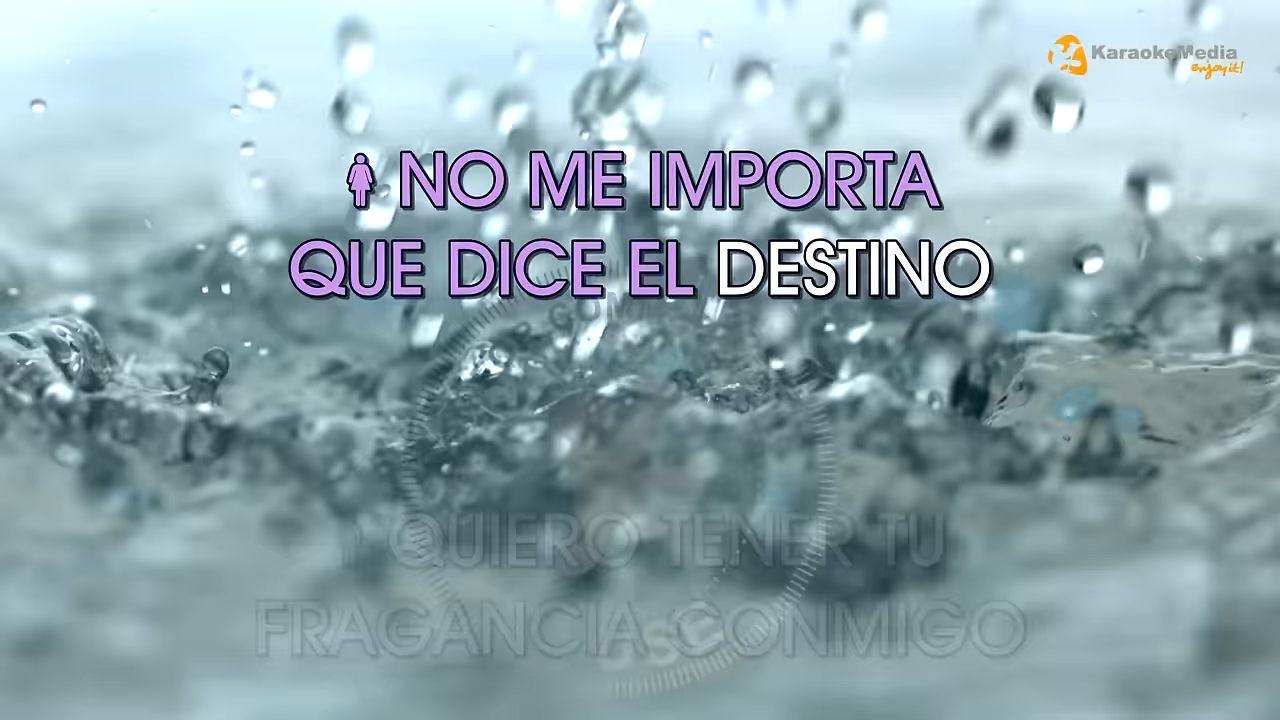 KaraokeMedia
enjoy it!
NO ME IMPORTA
QUE DICE EL DESTINO
QUIERO TENER TU
FRAGANCIA CONMIGO